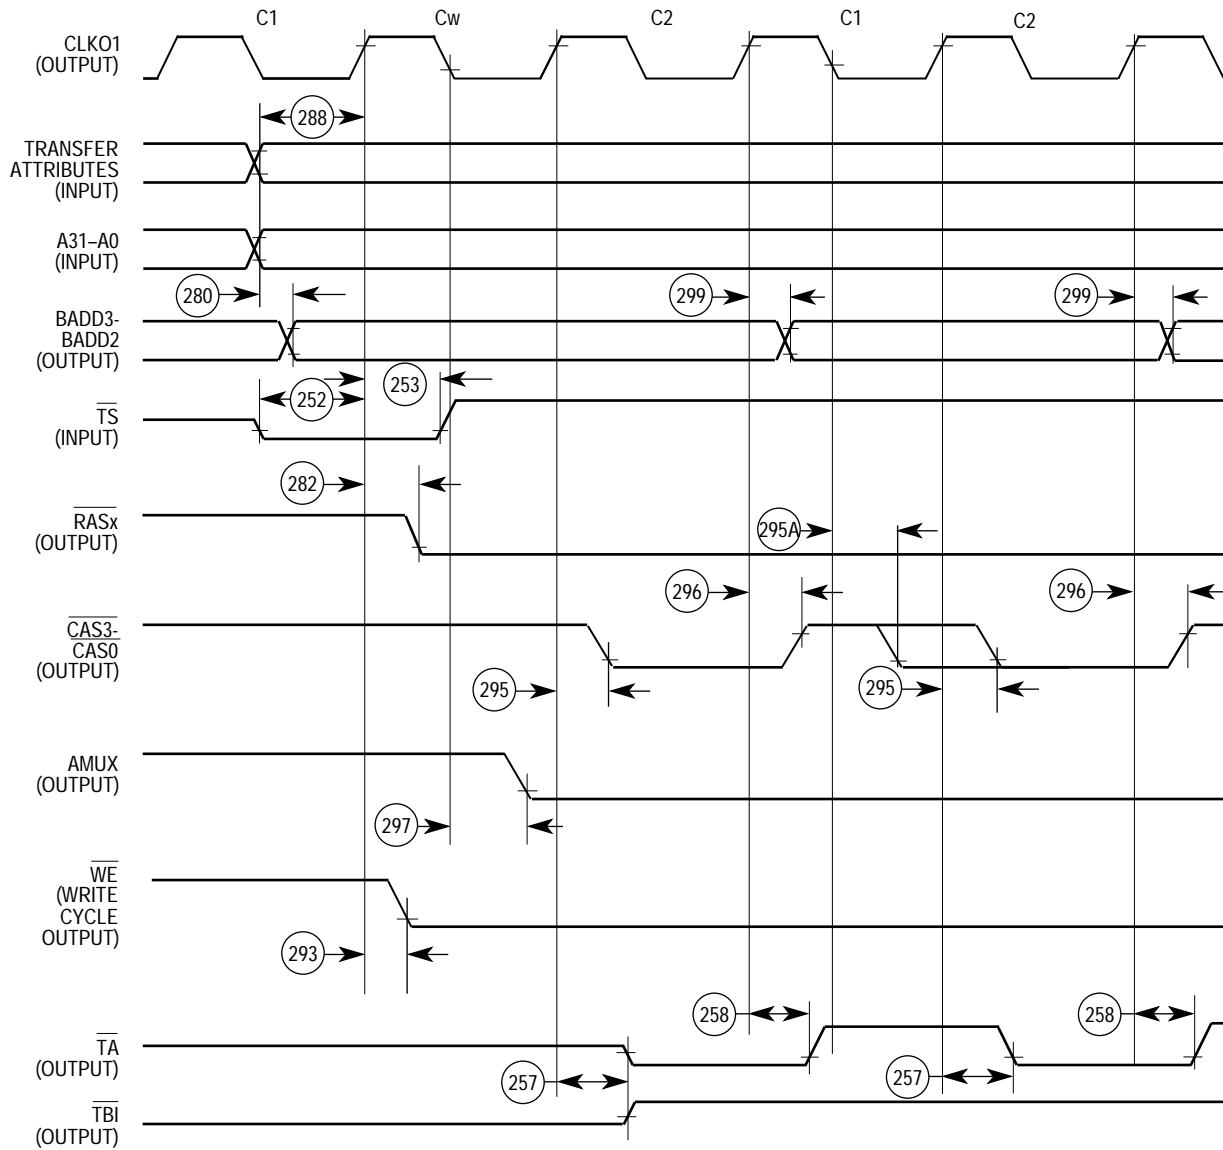 C1 Cw C2 C1 C2
CLKO1
(OUTPUT)
288
TRANSFER
ATTRIBUTES
(INPUT)
A31–A0
(INPUT)
280 299 299
BADD3-
BADD2
(OUTPUT)
252 253
TS
(INPUT)
282
RASx
(OUTPUT)
295A
296 296
CAS3-
CAS0
(OUTPUT)
295 295
AMUX
(OUTPUT)
297
WE
(WRITE
CYCLE
OUTPUT)
293
258 258
TA
(OUTPUT)
257 257
TBI
(OUTPUT)